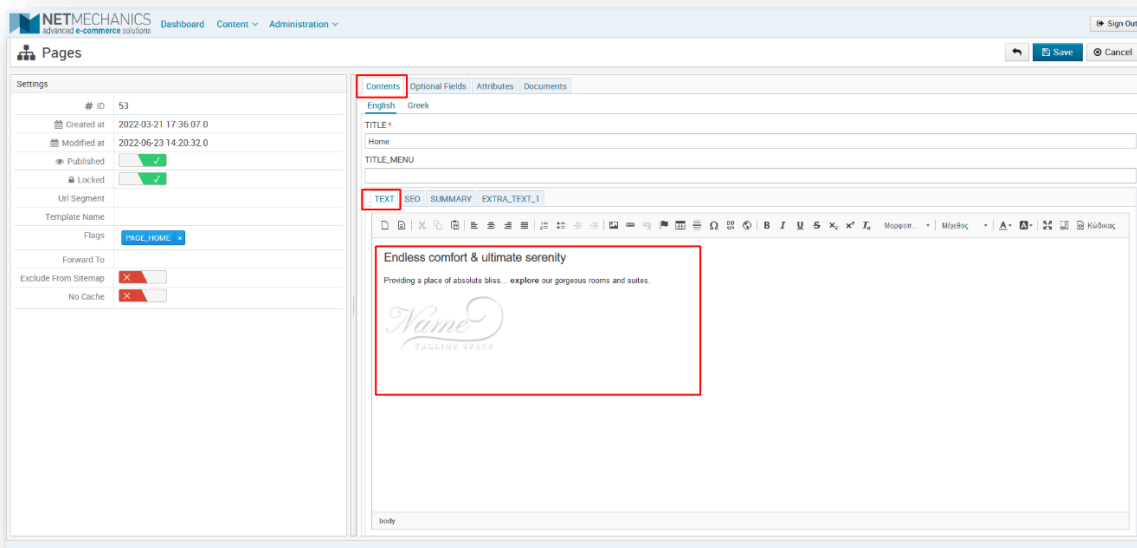 NETMECHANICS
advanced e-commerce solutions
Dashboard Content Administration
Sign Out
Pages
Save Cancel
Settings
# ID 53
Created at 2022-03-21 17:36:07.0
Modified at 2022-06-23 14:20:32.0
Published
Locked
Url Segment
Template Name
Flags PAGE_HOME ×
Forward To
Exclude From Sitemap
No Cache
Contents Optional Fields Attributes Documents
English Greek
TITLE *
Home
TITLE_MENU
TEXT SEO SUMMARY EXTRA_TEXT_1
B I U S x₂ x² Tx Μορφοπ... Μέγεθος A A Κώδικας
Endless comfort & ultimate serenity
Providing a place of absolute bliss... explore our gorgeous rooms and suites.
Name
TAGLINE SPACE
body